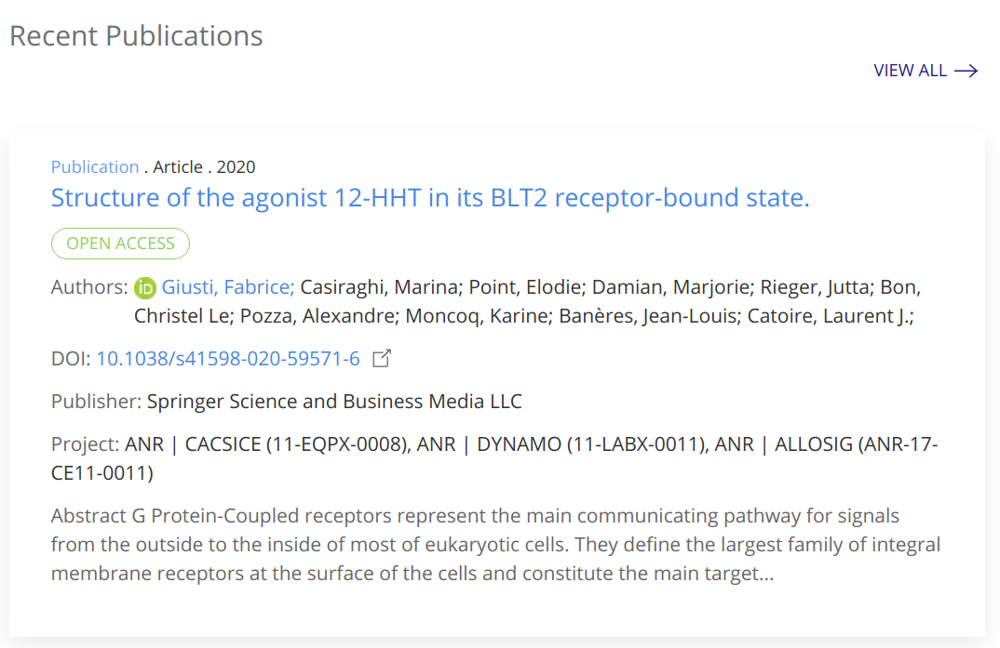 Recent Publications
VIEW ALL
Publication . Article . 2020
Structure of the agonist 12-HHT in its BLT2 receptor-bound state.
OPEN ACCESS
Authors: iD Giusti, Fabrice; Casiraghi, Marina; Point, Elodie; Damian, Marjorie; Rieger, Jutta; Bon,
Christel Le; Pozza, Alexandre; Moncoq, Karine; Banères, Jean-Louis; Catoire, Laurent J.;
DOI: 10.1038/s41598-020-59571-6
Publisher: Springer Science and Business Media LLC
Project: ANR | CACSICE (11-EQPX-0008), ANR | DYNAMO (11-LABX-0011), ANR | ALLOSIG (ANR-17-
CE11-0011)
Abstract G Protein-Coupled receptors represent the main communicating pathway for signals
from the outside to the inside of most of eukaryotic cells. They define the largest family of integral
membrane receptors at the surface of the cells and constitute the main target...